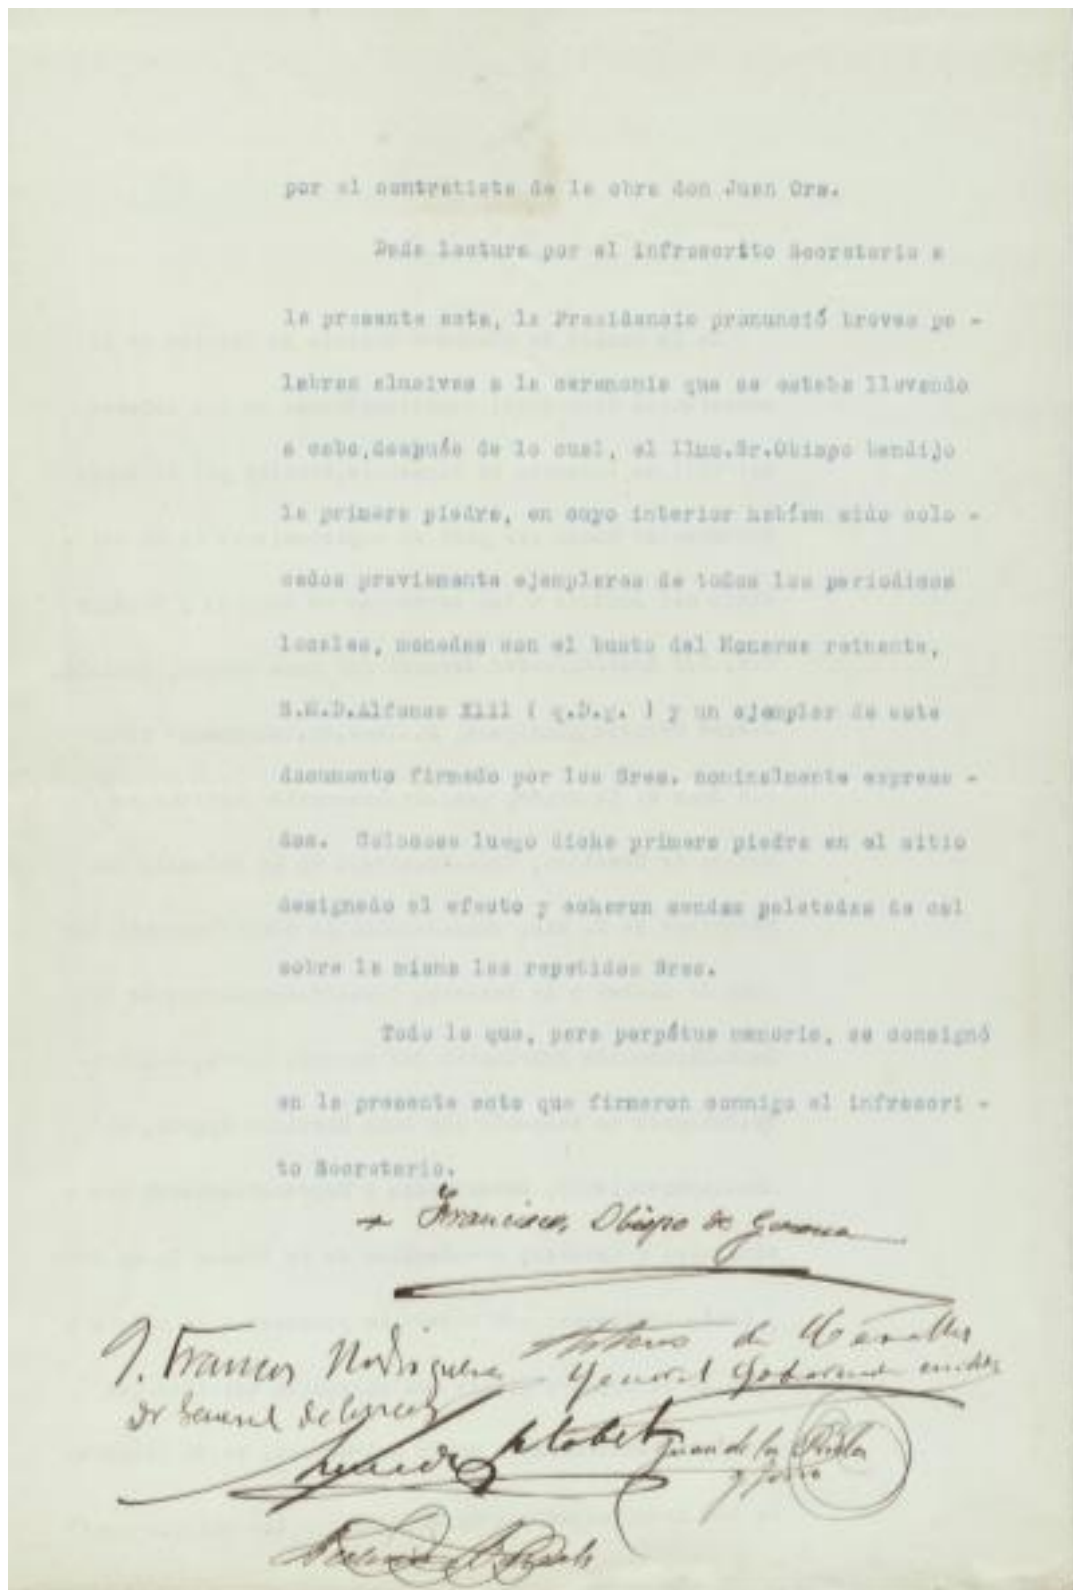 por el contratista de la obra don Juan Ors.
Dada lectura por el infrascrito Secretario a
la presente acta, la Presidencia pronunció breves pa -
labras alusivas a la ceremonia que se estaba llevando
a cabo, después de lo cual, el Iltmo.Sr.Obispo bendijo
la primera piedra, en cuyo interior habían sido colo -
cados previamente ejemplares de todos los periódicos
locales, monedas con el busto del Monarca reinante,
S.M.D.Alfonso XIII ( q.D.g. ) y un ejemplar de este
documento firmado por los Sres. nominalmente expresa -
dos. Colocose luego dicha primera piedra en el sitio
designado al efecto y echaron sendas paletadas de cal
sobre la misma los repetidos Sres.
Todo lo que, para perpétua memoria, se consignó
en la presente acta que firmaron conmigo el infrascri -
to Secretario.
+ Francisco, Obispo de Gerona
General Gobernador militar
Juan de la